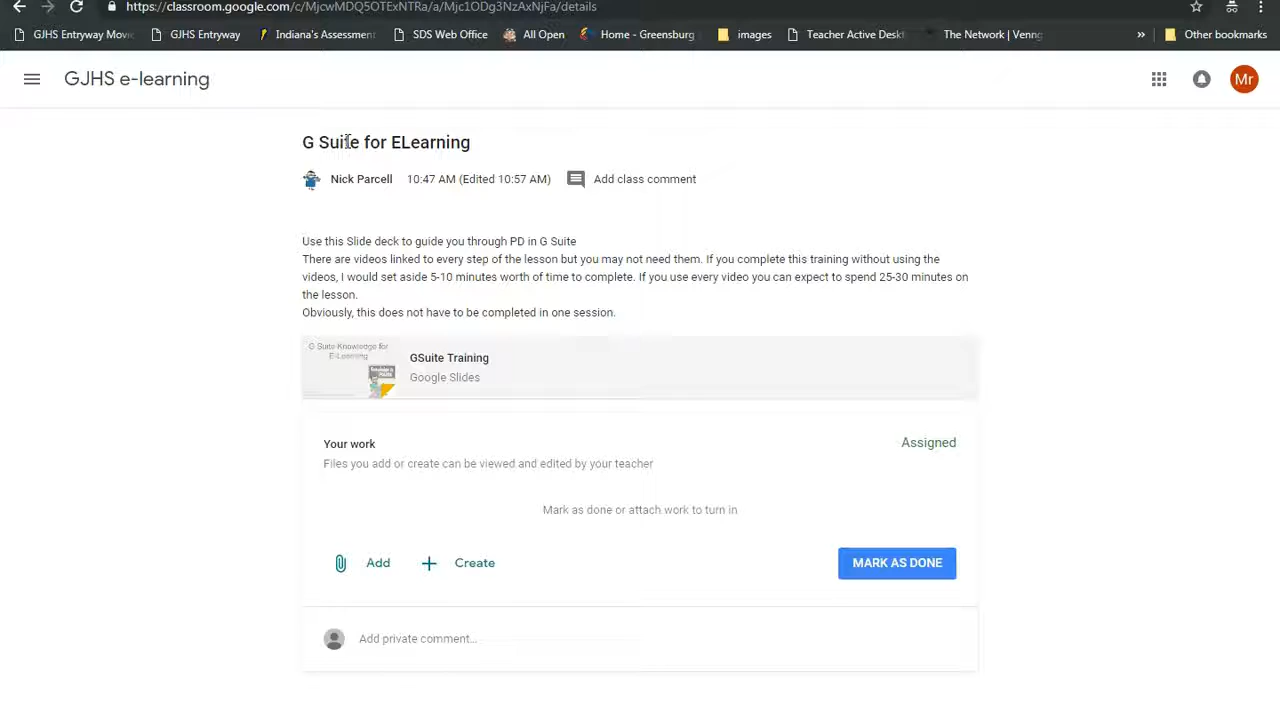 https://classroom.google.com/c/MjcwMDQ5OTExNTRa/a/Mjc1ODg3NzAxNjFa/details
GJHS Entryway Movi
GJHS Entryway
Indiana's Assessment
SDS Web Office
All Open
Home - Greensburg
images
Teacher Active Deskt
The Network | Venng
»
Other bookmarks
GJHS e-learning
Mr
G Suite for ELearning
Nick Parcell 10:47 AM (Edited 10:57 AM) Add class comment
Use this Slide deck to guide you through PD in G Suite
There are videos linked to every step of the lesson but you may not need them. If you complete this training without using the
videos, I would set aside 5-10 minutes worth of time to complete. If you use every video you can expect to spend 25-30 minutes on
the lesson.
Obviously, this does not have to be completed in one session.
G Suite Knowledge for
E-Learning
GSuite Training
Google Slides
Your work
Assigned
Files you add or create can be viewed and edited by your teacher
Mark as done or attach work to turn in
Add
Create
MARK AS DONE
Add private comment...